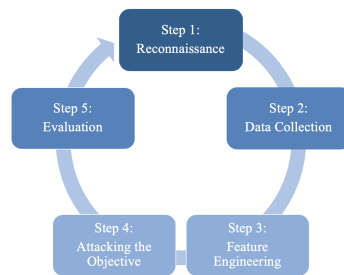 Step 1:
Reconnaissance
Step 2:
Data Collection
Step 3:
Feature
Engineering
Step 4:
Attacking the
Objective
Step 5:
Evaluation